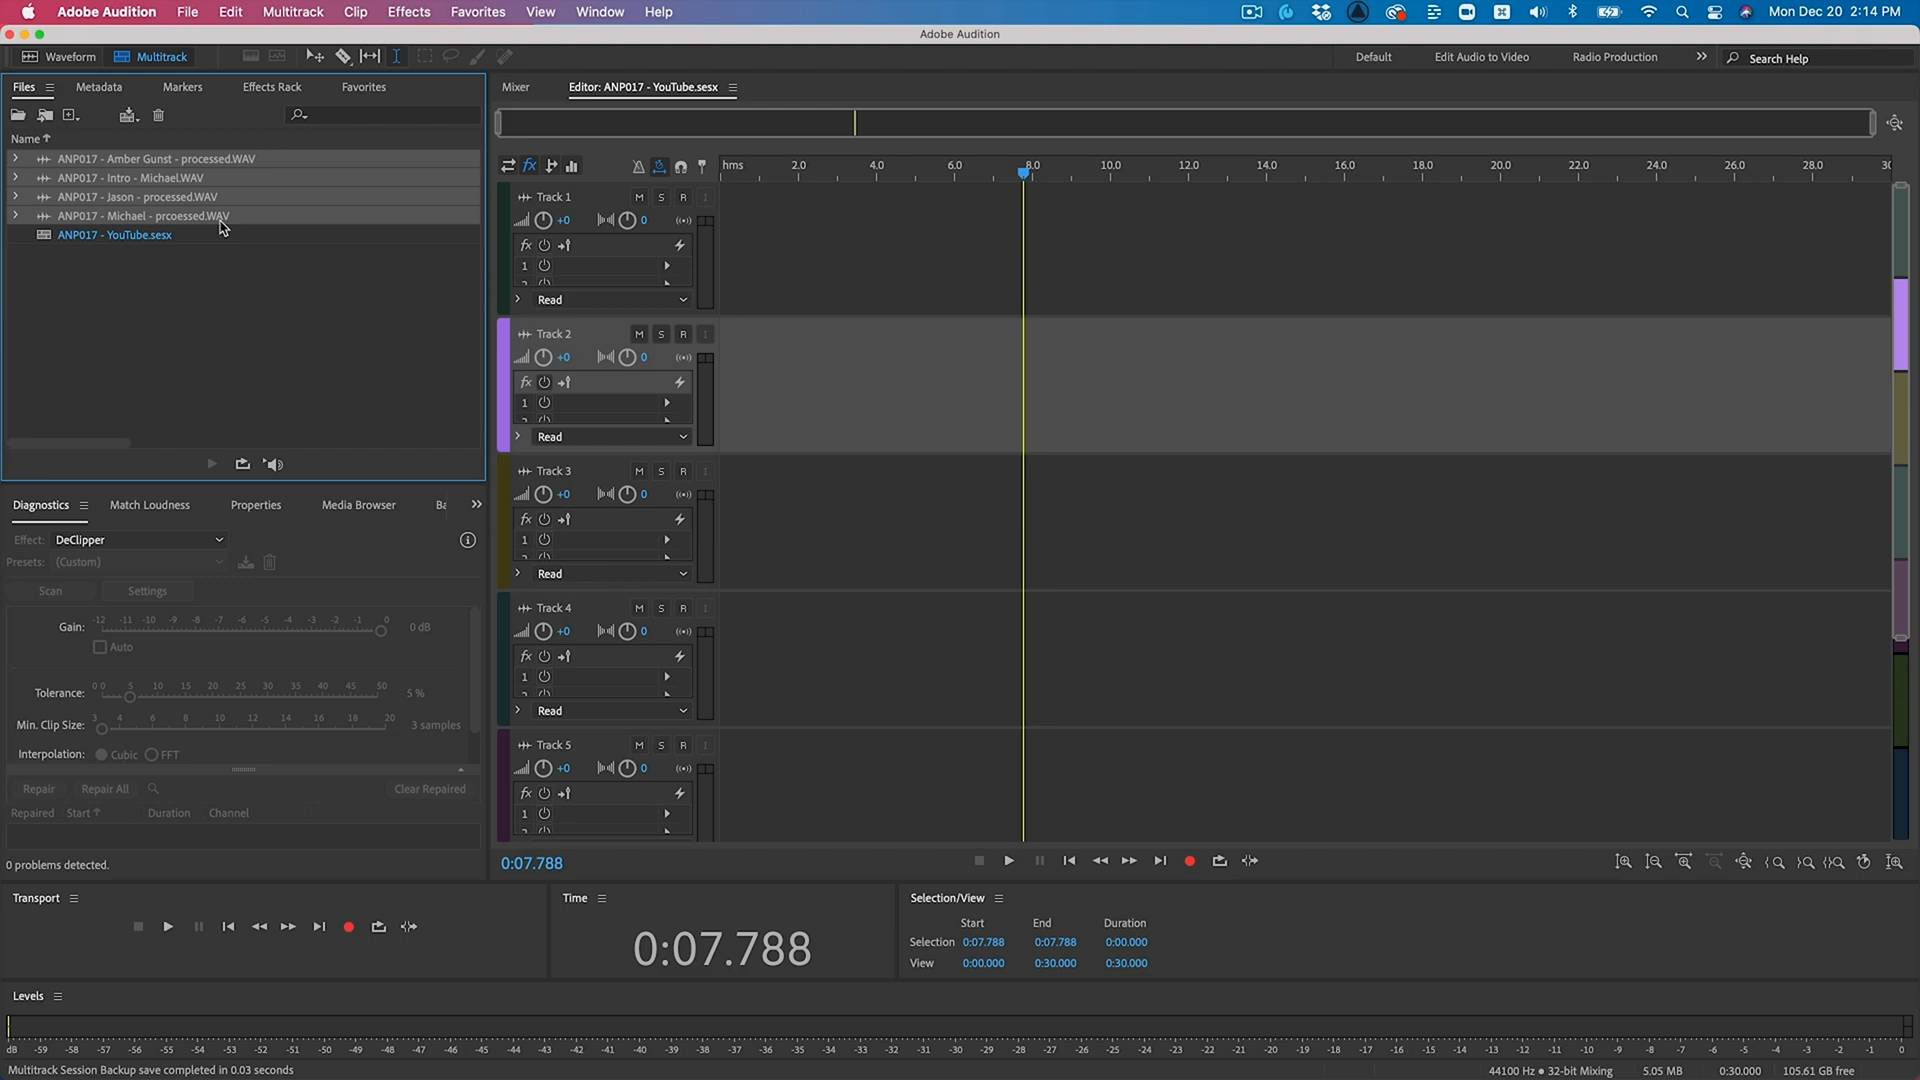 Adobe Audition File Edit Multitrack Clip Effects Favorites View Window Help Mon Dec 20 2:14 PM
Adobe Audition
Waveform Multitrack Default Edit Audio to Video Radio Production Search Help
Files Metadata Markers Effects Rack Favorites
Mixer Editor: ANP017 - YouTube.sesx
Name
ANP017 - Amber Gunst - processed.WAV
ANP017 - Intro - Michael.WAV
ANP017 - Jason - processed.WAV
ANP017 - Michael - prcoessed.WAV
ANP017 - YouTube.sesx
fx hms 2.0 4.0 6.0 8.0 10.0 12.0 14.0 16.0 18.0 20.0 22.0 24.0 26.0 28.0 30
Track 1 M S R I
+0 0
fx
1
Read
Track 2 M S R I
+0 0
fx
1
Read
Track 3 M S R I
+0 0
fx
1
Read
Track 4 M S R I
+0 0
fx
1
Read
Track 5 M S R I
+0 0
fx
1
Diagnostics Match Loudness Properties Media Browser Ba
Effect: DeClipper
Presets: (Custom)
Scan Settings
-12 -11 -10 -9 -8 -7 -6 -5 -4 -3 -2 -1 0
Gain: 0 dB
Auto
0 0 5 10 15 20 25 30 35 40 45 50
Tolerance: 5 %
3 4 6 8 10 12 14 16 18 20
Min. Clip Size: 3 samples
Interpolation: Cubic FFT
Repair Repair All Clear Repaired
Repaired Start Duration Channel
0 problems detected.
0:07.788
Transport Time Selection/View
0:07.788
Start End Duration
Selection 0:07.788 0:07.788 0:00.000
View 0:00.000 0:30.000 0:30.000
Levels
dB -59 -58 -57 -56 -55 -54 -53 -52 -51 -50 -49 -48 -47 -46 -45 -44 -43 -42 -41 -40 -39 -38 -37 -36 -35 -34 -33 -32 -31 -30 -29 -28 -27 -26 -25 -24 -23 -22 -21 -20 -19 -18 -17 -16 -15 -14 -13 -12 -11 -10 -9 -8 -7 -6 -5 -4 -3 -2 -1 0
Multitrack Session Backup save completed in 0.03 seconds 44100 Hz ● 32-bit Mixing 5.05 MB 0:30.000 105.61 GB free